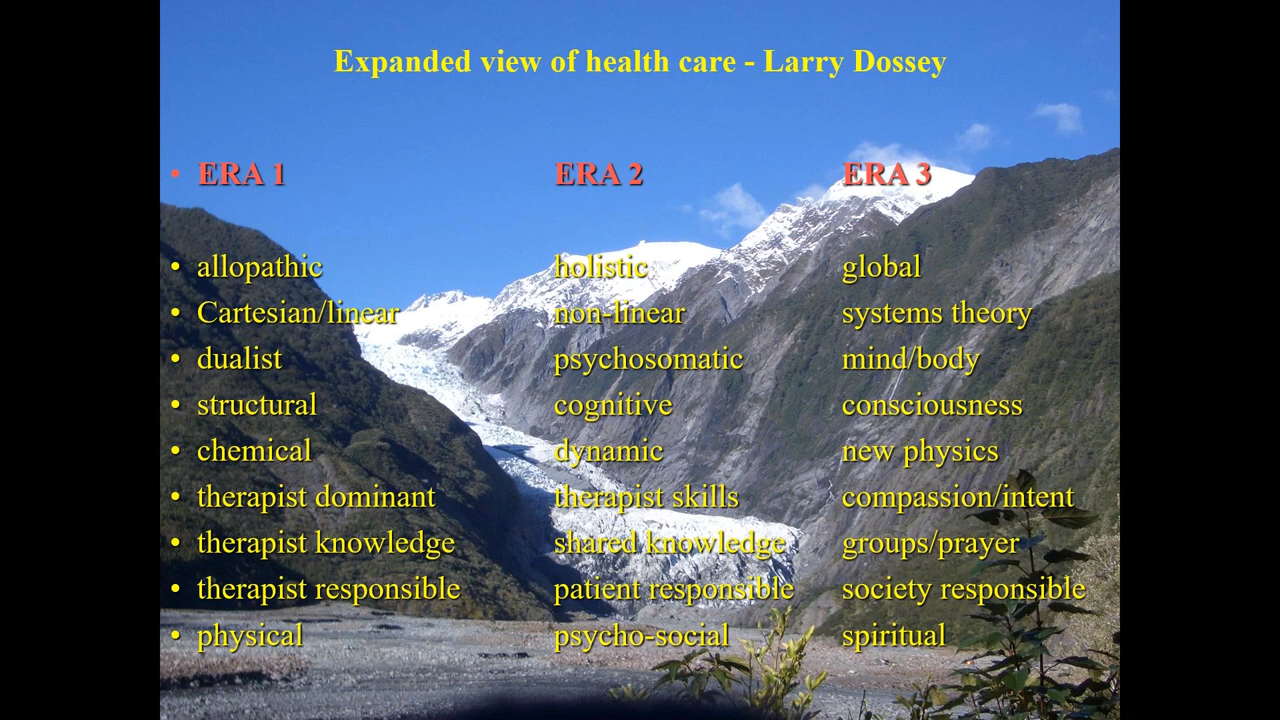 Expanded view of health care - Larry Dossey
• ERA 1 ERA 2 ERA 3
• allopathic holistic global
• Cartesian/linear non-linear systems theory
• dualist psychosomatic mind/body
• structural cognitive consciousness
• chemical dynamic new physics
• therapist dominant therapist skills compassion/intent
• therapist knowledge shared knowledge groups/prayer
• therapist responsible patient responsible society responsible
• physical psycho-social spiritual